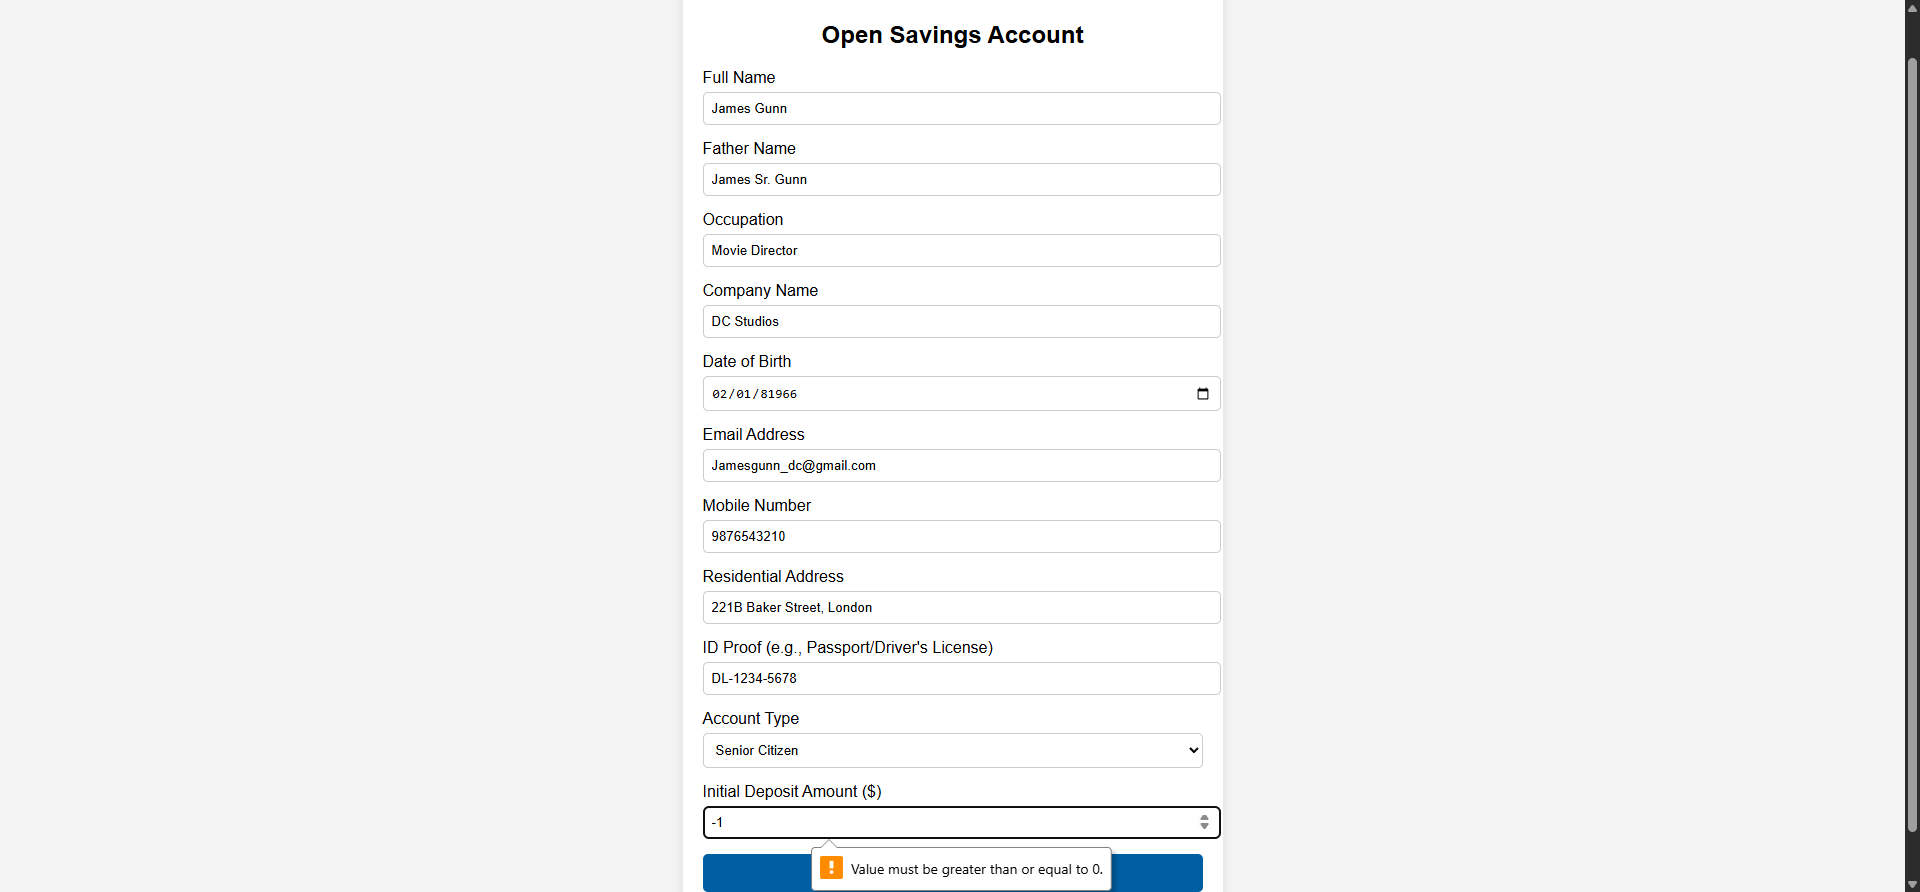 Open Savings Account
Full Name
James Gunn
Father Name
James Sr. Gunn
Occupation
Movie Director
Company Name
DC Studios
Date of Birth
02/01/81966
Email Address
Jamesgunn_dc@gmail.com
Mobile Number
9876543210
Residential Address
221B Baker Street, London
ID Proof (e.g., Passport/Driver's License)
DL-1234-5678
Account Type
Senior Citizen
Initial Deposit Amount ($)
-1
Value must be greater than or equal to 0.